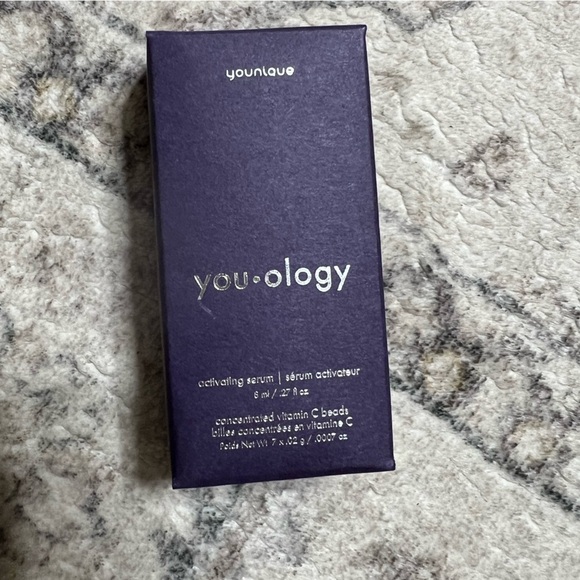 younique
you·ology
activating serum | sérum activateur
8 ml / .27 fl oz
concentrated vitamin C beads
billes concentrées en vitamine C
Poids Net Wt 7 x .02 g / .0007 oz